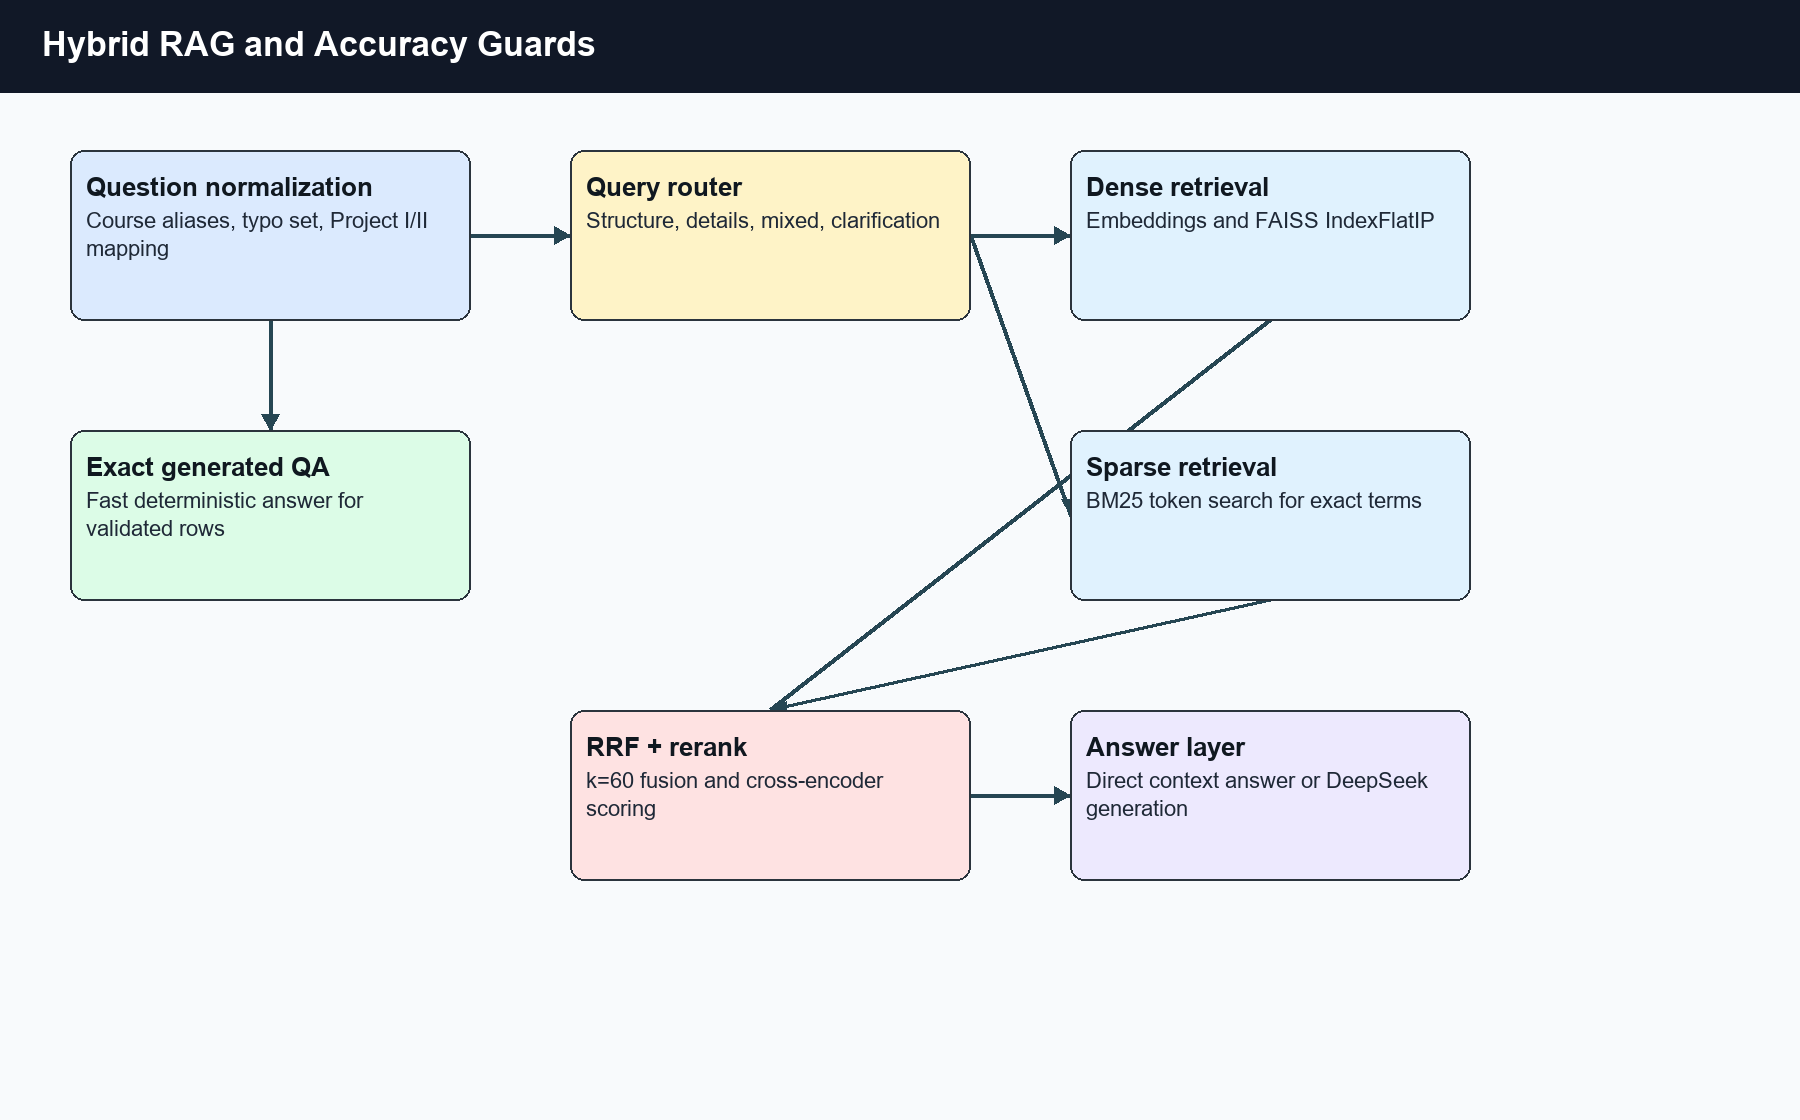 Hybrid RAG and Accuracy Guards
Question normalization
Course aliases, typo set, Project I/II
mapping
Query router
Structure, details, mixed, clarification
Dense retrieval
Embeddings and FAISS IndexFlatIP
Exact generated QA
Fast deterministic answer for
validated rows
Sparse retrieval
BM25 token search for exact terms
RRF + rerank
k=60 fusion and cross-encoder
scoring
Answer layer
Direct context answer or DeepSeek
generation